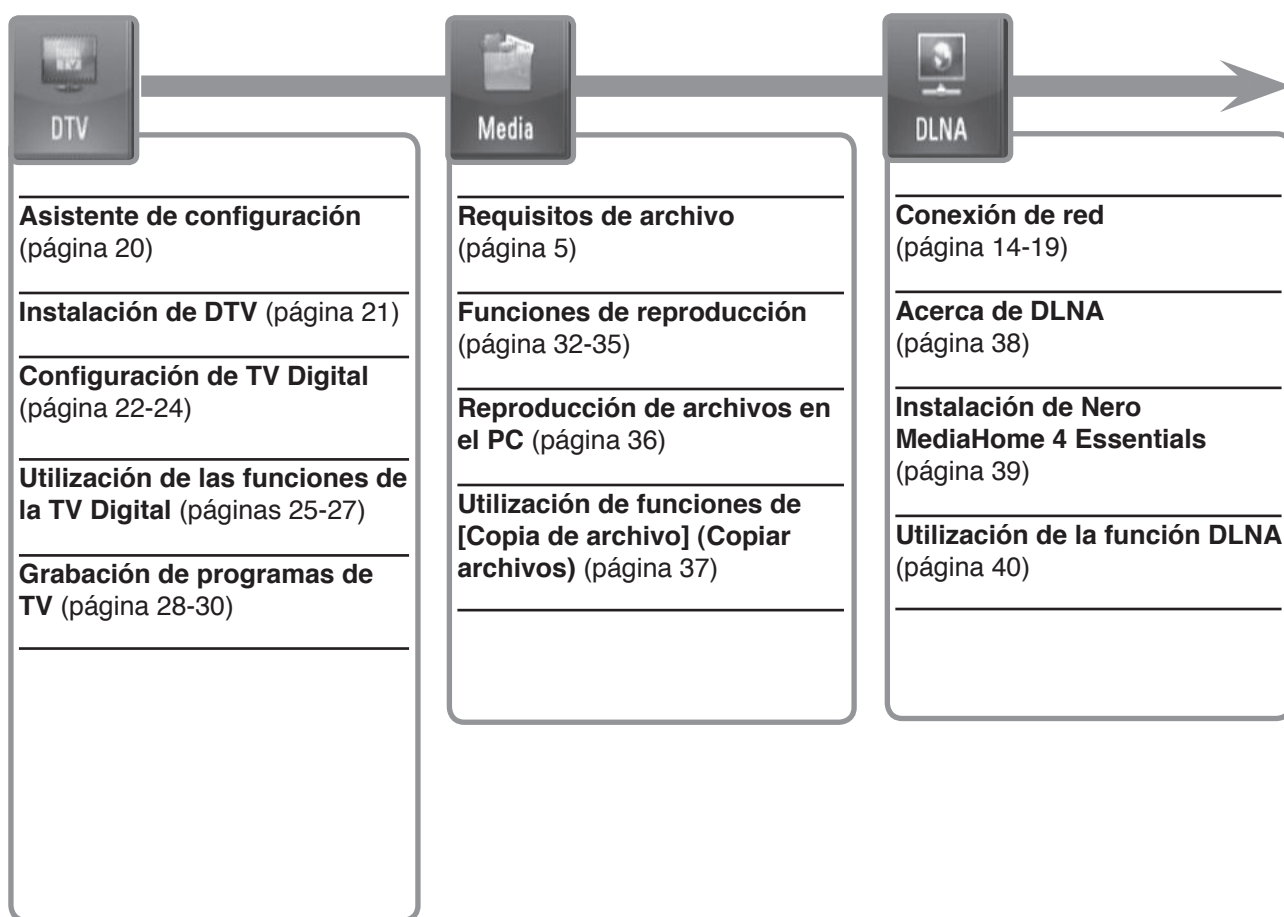 DTV
Asistente de configuración
(página 20)
Instalación de DTV (página 21)
Configuración de TV Digital
(página 22-24)
Utilización de las funciones de
la TV Digital (páginas 25-27)
Grabación de programas de
TV (página 28-30)
Media
Requisitos de archivo
(página 5)
Funciones de reproducción
(página 32-35)
Reproducción de archivos en
el PC (página 36)
Utilización de funciones de
[Copia de archivo] (Copiar
archivos) (página 37)
DLNA
Conexión de red
(página 14-19)
Acerca de DLNA
(página 38)
Instalación de Nero
MediaHome 4 Essentials
(página 39)
Utilización de la función DLNA
(página 40)